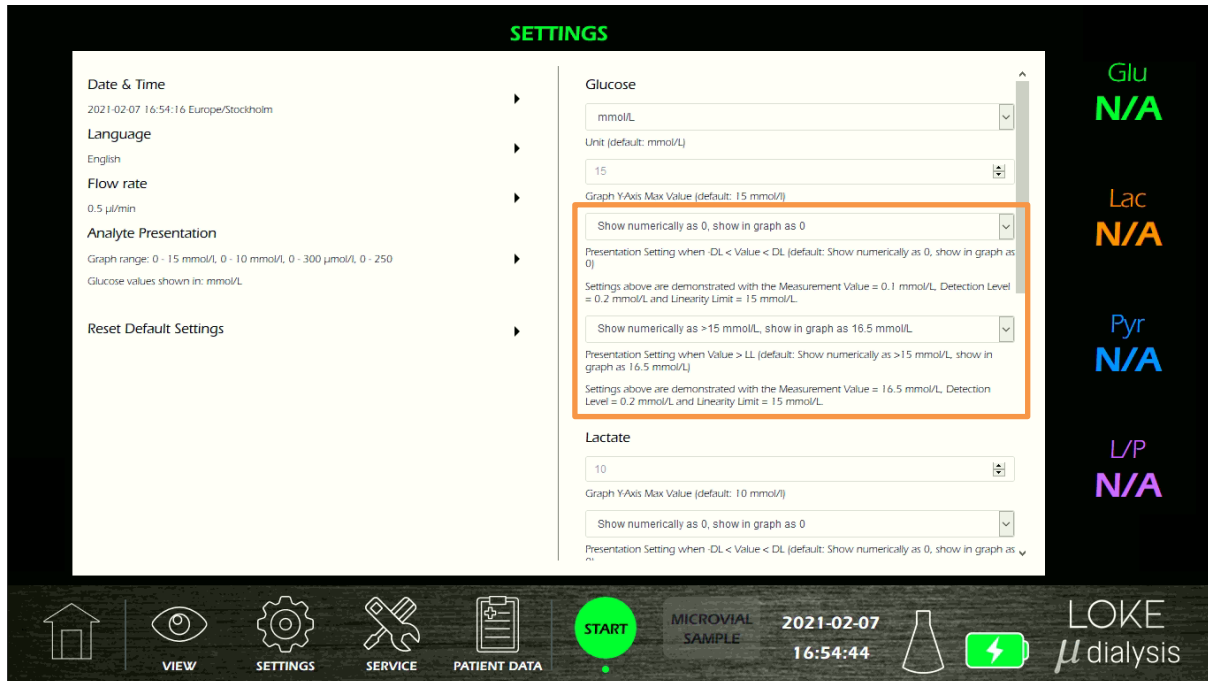 SETTINGS
Date & Time
2021-02-07 16:54:16 Europe/Stockholm
Language
English
Flow rate
0.5 µl/min
Analyte Presentation
Graph range: 0 - 15 mmol/l, 0 - 10 mmol/l, 0 - 300 µmol/l, 0 - 250
Glucose values shown in: mmol/L
Reset Default Settings
Glucose
mmol/L
Unit (default: mmol/L)
15
Graph Y-Axis Max Value (default: 15 mmol/l)
Show numerically as 0, show in graph as 0
Presentation Setting when -DL < Value < DL (default: Show numerically as 0, show in graph as
0)
Settings above are demonstrated with the Measurement Value = 0.1 mmol/L, Detection Level
= 0.2 mmol/L and Linearity Limit = 15 mmol/L.
Show numerically as >15 mmol/L, show in graph as 16.5 mmol/L
Presentation Setting when Value > LL (default: Show numerically as >15 mmol/L, show in
graph as 16.5 mmol/L)
Settings above are demonstrated with the Measurement Value = 16.5 mmol/L, Detection
Level = 0.2 mmol/L and Linearity Limit = 15 mmol/L.
Lactate
10
Graph Y-Axis Max Value (default: 10 mmol/l)
Show numerically as 0, show in graph as 0
Presentation Setting when -DL < Value < DL (default: Show numerically as 0, show in graph as
Glu
N/A
Lac
N/A
Pyr
N/A
L/P
N/A
VIEW
SETTINGS
SERVICE
PATIENT DATA
START
MICROVIAL
SAMPLE
2021-02-07
16:54:44
LOKE
µ dialysis